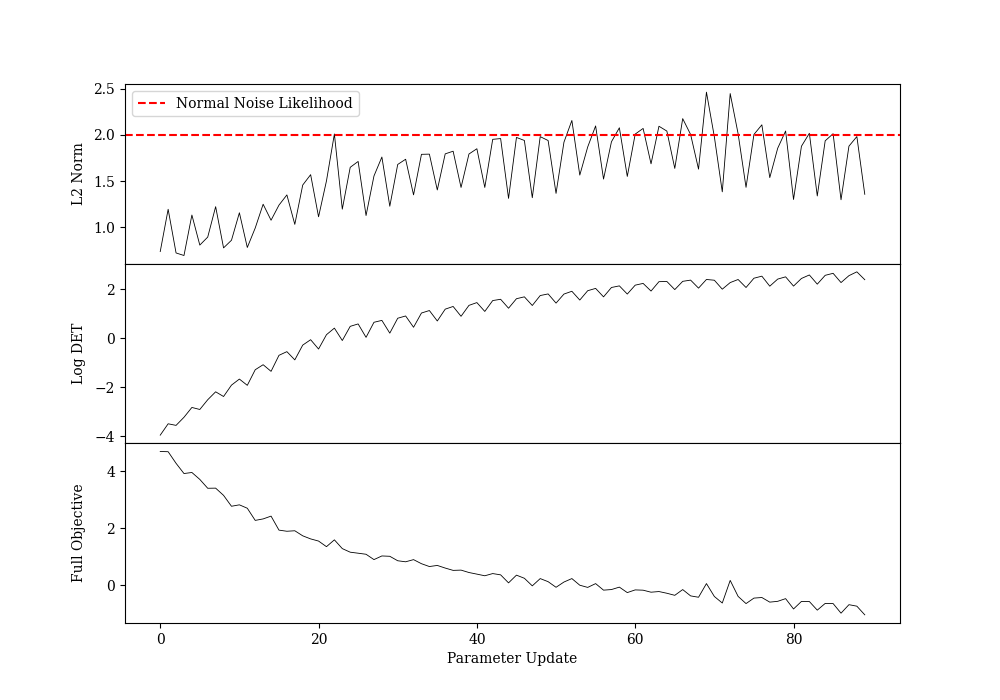 2.5
2.0
1.5
1.0
L2 Norm
Normal Noise Likelihood
2
0
−2
−4
Log DET
4
2
0
Full Objective
0 20 40 60 80
Parameter Update